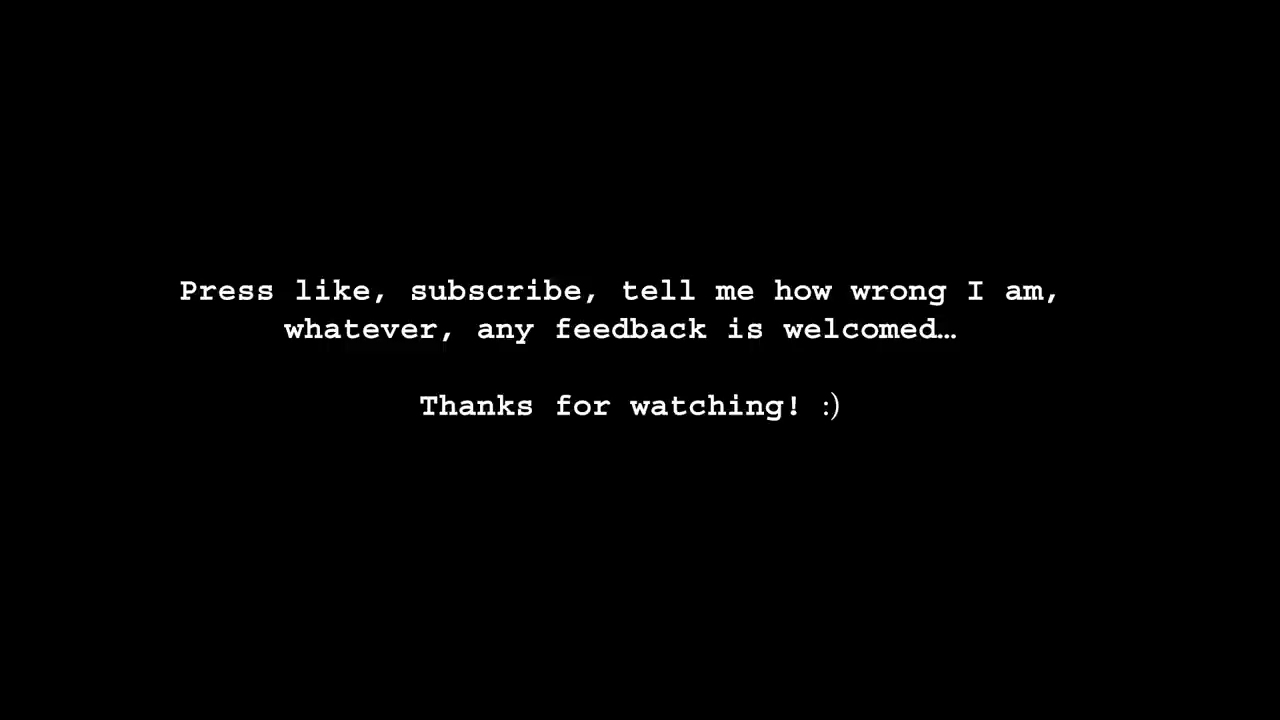 Press like, subscribe, tell me how wrong I am,
whatever, any feedback is welcomed…
Thanks for watching! :)